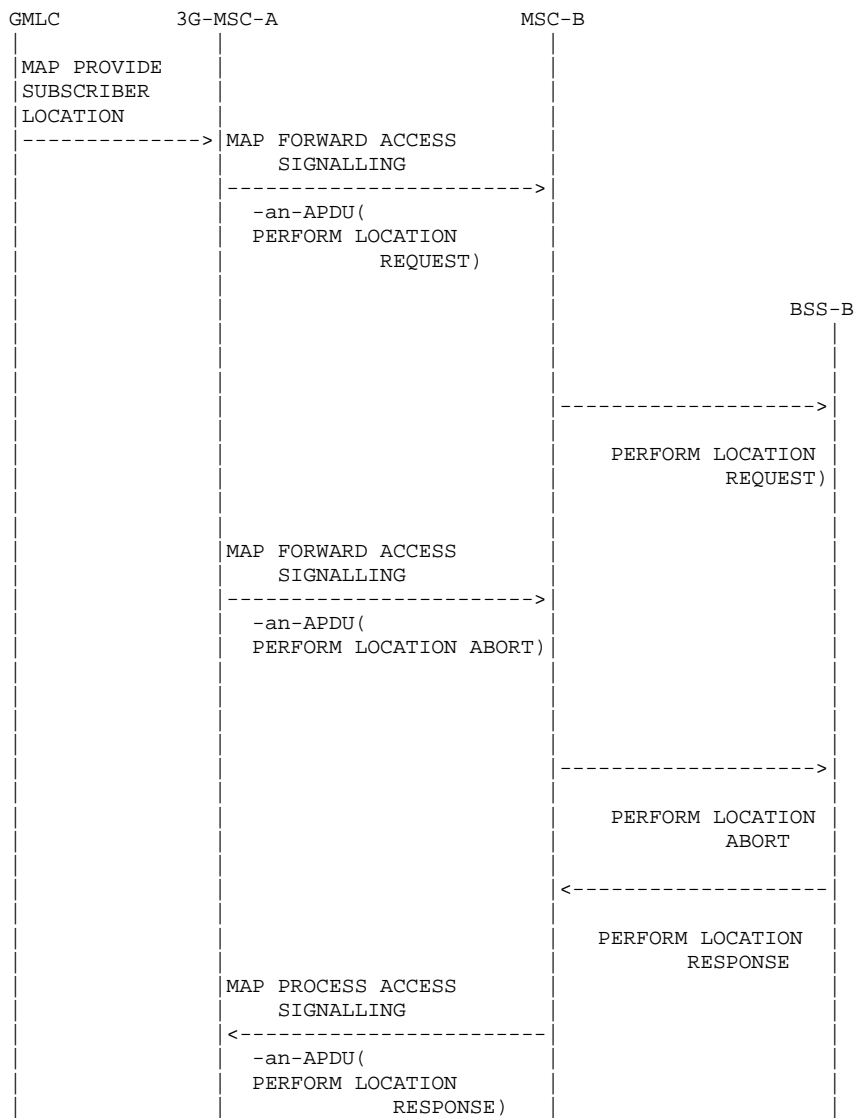 GMLC 3G-MSC-A MSC-B
MAP PROVIDE
SUBSCRIBER
LOCATION
MAP FORWARD ACCESS
SIGNALLING
-an-APDU(
PERFORM LOCATION
REQUEST)
BSS-B
PERFORM LOCATION
REQUEST)
MAP FORWARD ACCESS
SIGNALLING
-an-APDU(
PERFORM LOCATION ABORT)
PERFORM LOCATION
ABORT
PERFORM LOCATION
RESPONSE
MAP PROCESS ACCESS
SIGNALLING
-an-APDU(
PERFORM LOCATION
RESPONSE)